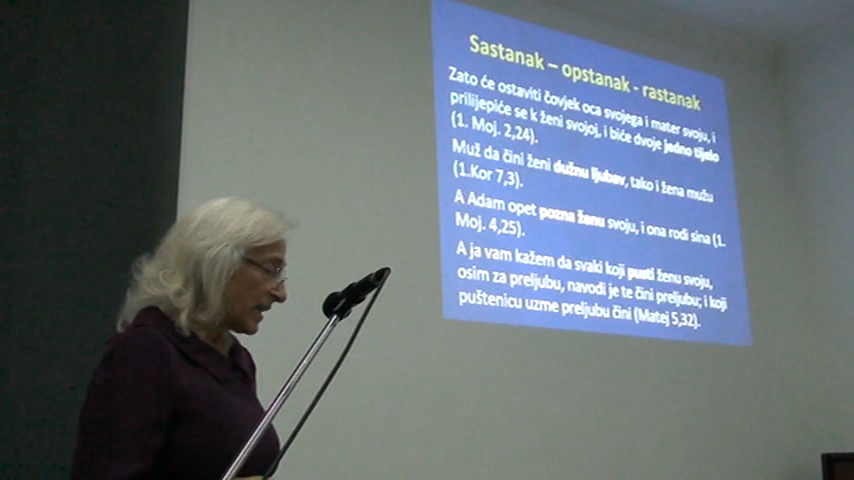 Sastanak – opstanak - rastanak
Zato će ostaviti čovjek oca svojega i mater svoju, i
prilijepiće se k ženi svojoj, i biće dvoje jedno tijelo
(1. Moj. 2,24).
Muž da čini ženi dužnu ljubav, tako i žena mužu
(1.Kor 7,3).
A Adam opet pozna ženu svoju, i ona rodi sina (1.
Moj. 4,25).
A ja vam kažem da svaki koji pusti ženu svoju,
osim za preljubu, navodi je te čini preljubu; i koji
puštenicu uzme preljubu čini (Matej 5,32).